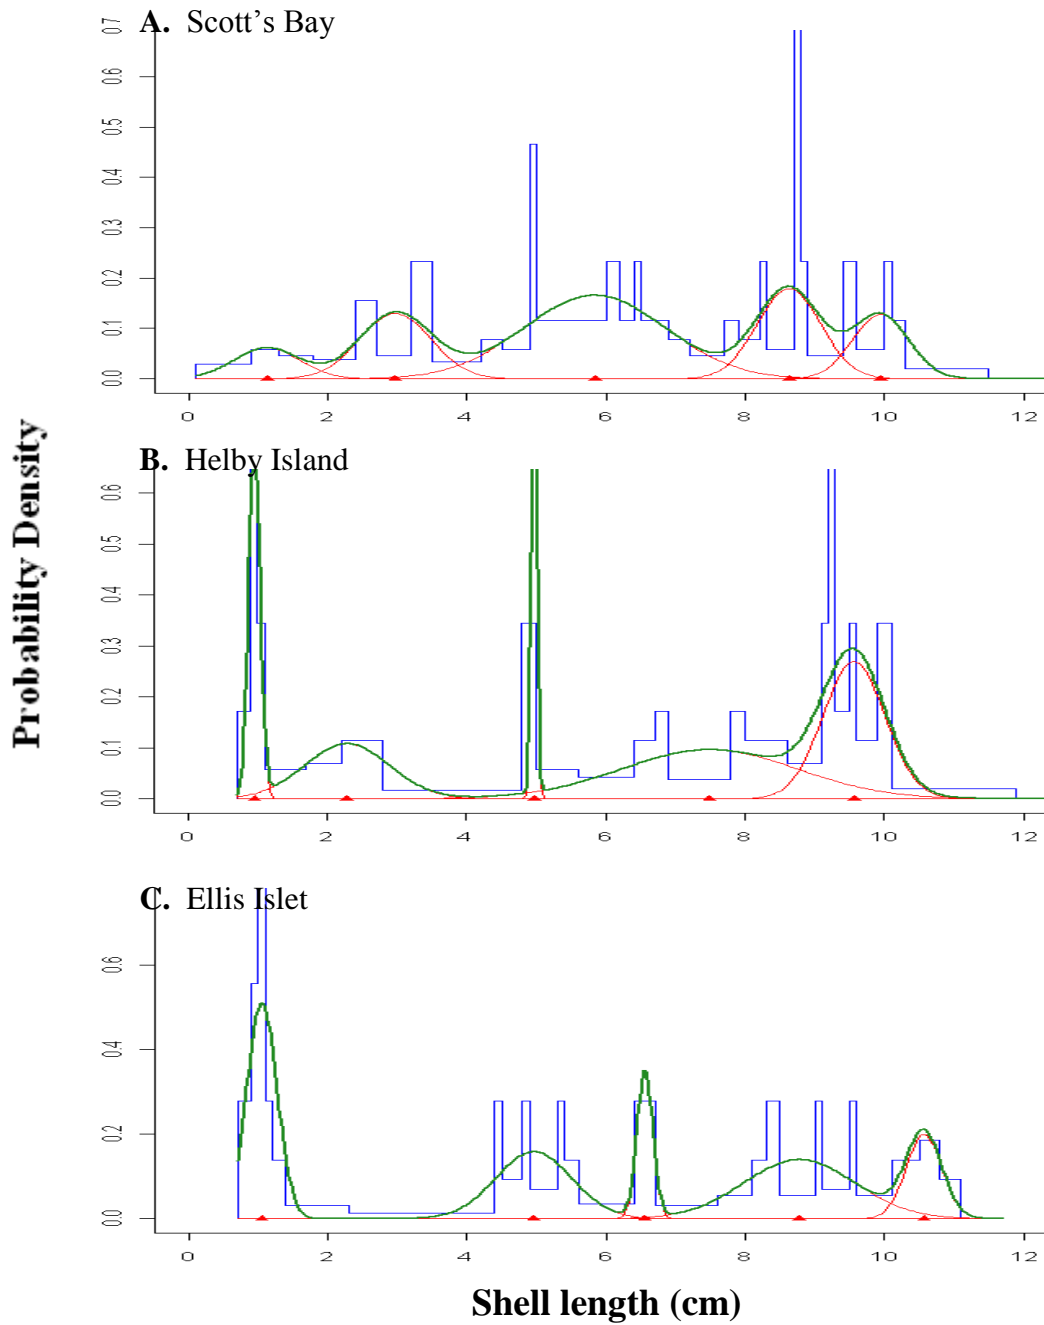 A. Scott’s Bay
0.7
0.6
0.5
0.4
0.3
0.2
0.1
0.0
0 2 4 6 8 10 12
Probability Density
B. Helby Island
0.6
0.5
0.4
0.3
0.2
0.1
0.0
0 2 4 6 8 10 12
C. Ellis Islet
0.6
0.4
0.2
0.0
0 2 4 6 8 10 12
Shell length (cm)